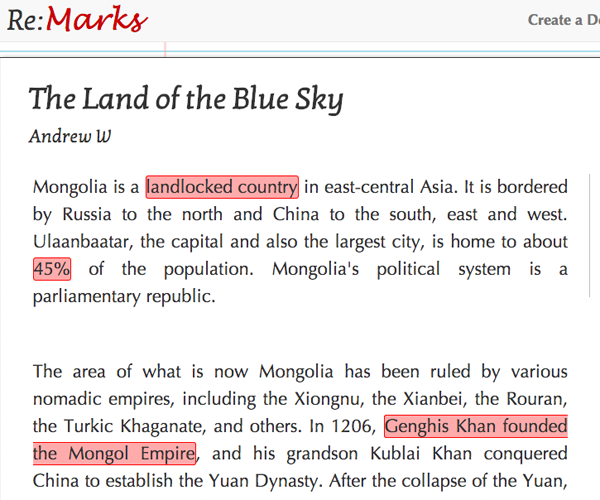 Re:Marks
Create a D
The Land of the Blue Sky
Andrew W
Mongolia is a landlocked country in east-central Asia. It is bordered
by Russia to the north and China to the south, east and west.
Ulaanbaatar, the capital and also the largest city, is home to about
45% of the population. Mongolia's political system is a
parliamentary republic.
The area of what is now Mongolia has been ruled by various
nomadic empires, including the Xiongnu, the Xianbei, the Rouran,
the Turkic Khaganate, and others. In 1206, Genghis Khan founded
the Mongol Empire, and his grandson Kublai Khan conquered
China to establish the Yuan Dynasty. After the collapse of the Yuan,